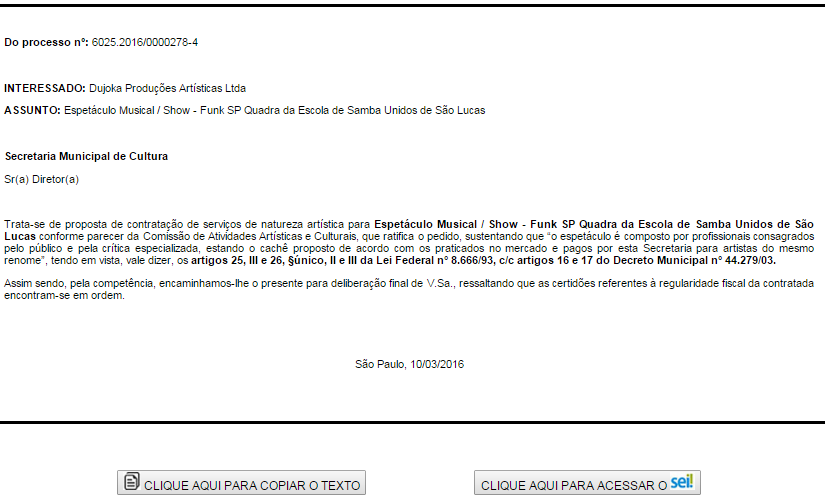 Do processo nº: 6025.2016/0000278-4
INTERESSADO: Dujoka Produções Artísticas Ltda
ASSUNTO: Espetáculo Musical / Show - Funk SP Quadra da Escola de Samba Unidos de São Lucas
Secretaria Municipal de Cultura
Sr(a) Diretor(a)
Trata-se de proposta de contratação de serviços de natureza artística para Espetáculo Musical / Show - Funk SP Quadra da Escola de Samba Unidos de São
Lucas conforme parecer da Comissão de Atividades Artísticas e Culturais, que ratifica o pedido, sustentando que “o espetáculo é composto por profissionais consagrados
pelo público e pela crítica especializada, estando o cachê proposto de acordo com os praticados no mercado e pagos por esta Secretaria para artistas do mesmo
renome”, tendo em vista, vale dizer, os artigos 25, III e 26, §único, II e III da Lei Federal nº 8.666/93, c/c artigos 16 e 17 do Decreto Municipal nº 44.279/03.
Assim sendo, pela competência, encaminhamos-lhe o presente para deliberação final de V.Sa., ressaltando que as certidões referentes à regularidade fiscal da contratada
encontram-se em ordem.
São Paulo, 10/03/2016
CLIQUE AQUI PARA COPIAR O TEXTO
CLIQUE AQUI PARA ACESSAR O sei!